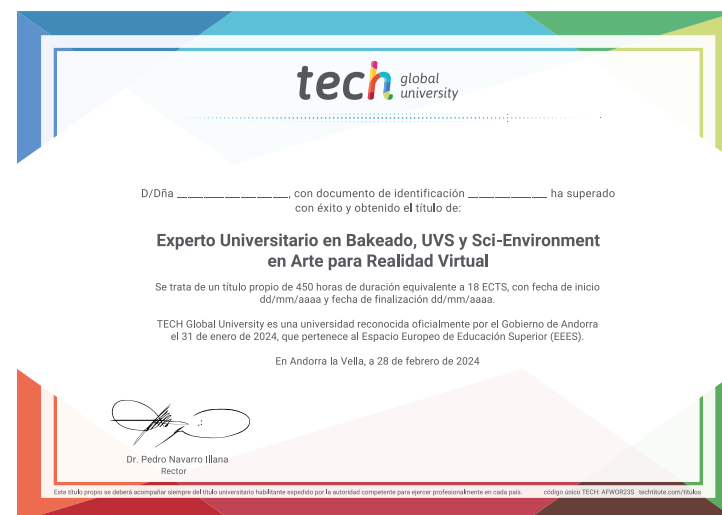 tech global university
D/Dña ____________________, con documento de identificación ______________ ha superado
con éxito y obtenido el título de:
Experto Universitario en Bakeado, UVS y Sci-Environment
en Arte para Realidad Virtual
Se trata de un título propio de 450 horas de duración equivalente a 18 ECTS, con fecha de inicio
dd/mm/aaaa y fecha de finalización dd/mm/aaaa.
TECH Global University es una universidad reconocida oficialmente por el Gobierno de Andorra
el 31 de enero de 2024, que pertenece al Espacio Europeo de Educación Superior (EEES).
En Andorra la Vella, a 28 de febrero de 2024
Dr. Pedro Navarro Illana
Rector
Este título propio se deberá acompañar siempre del título universitario habilitante expedido por la autoridad competente para ejercer profesionalmente en cada país. código único TECH: AFWOR23S techtitute.com/titulos